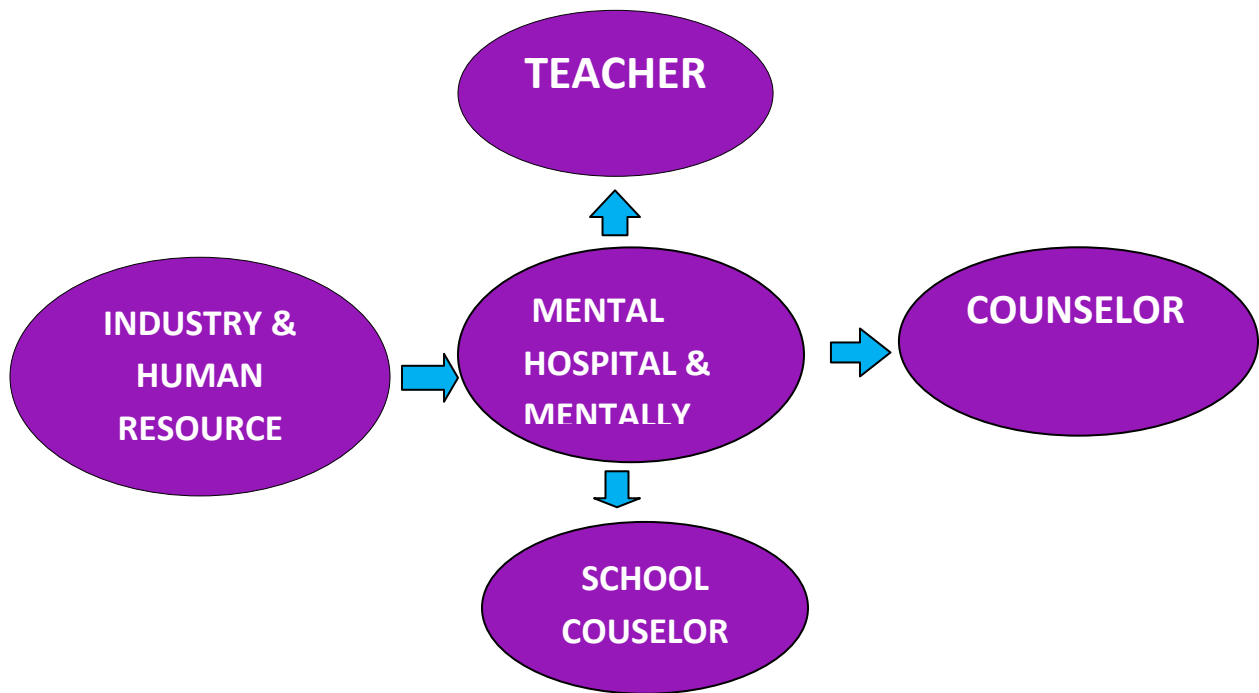 TEACHER
INDUSTRY &
HUMAN
RESOURCE
MENTAL
HOSPITAL &
MENTALLY
COUNSELOR
SCHOOL
COUSELOR